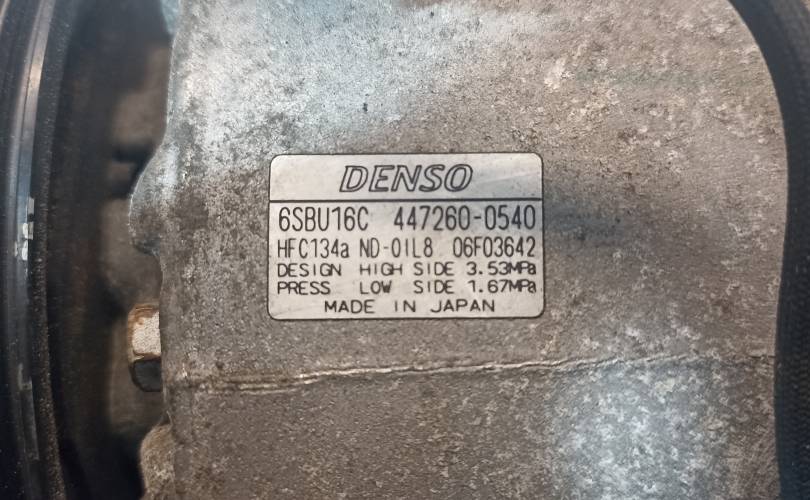 DENSO
6SBU16C 447260-0540
HFC134a ND-OIL8 06F03642
DESIGN HIGH SIDE 3.53MPa
PRESS LOW SIDE 1.67MPa
MADE IN JAPAN